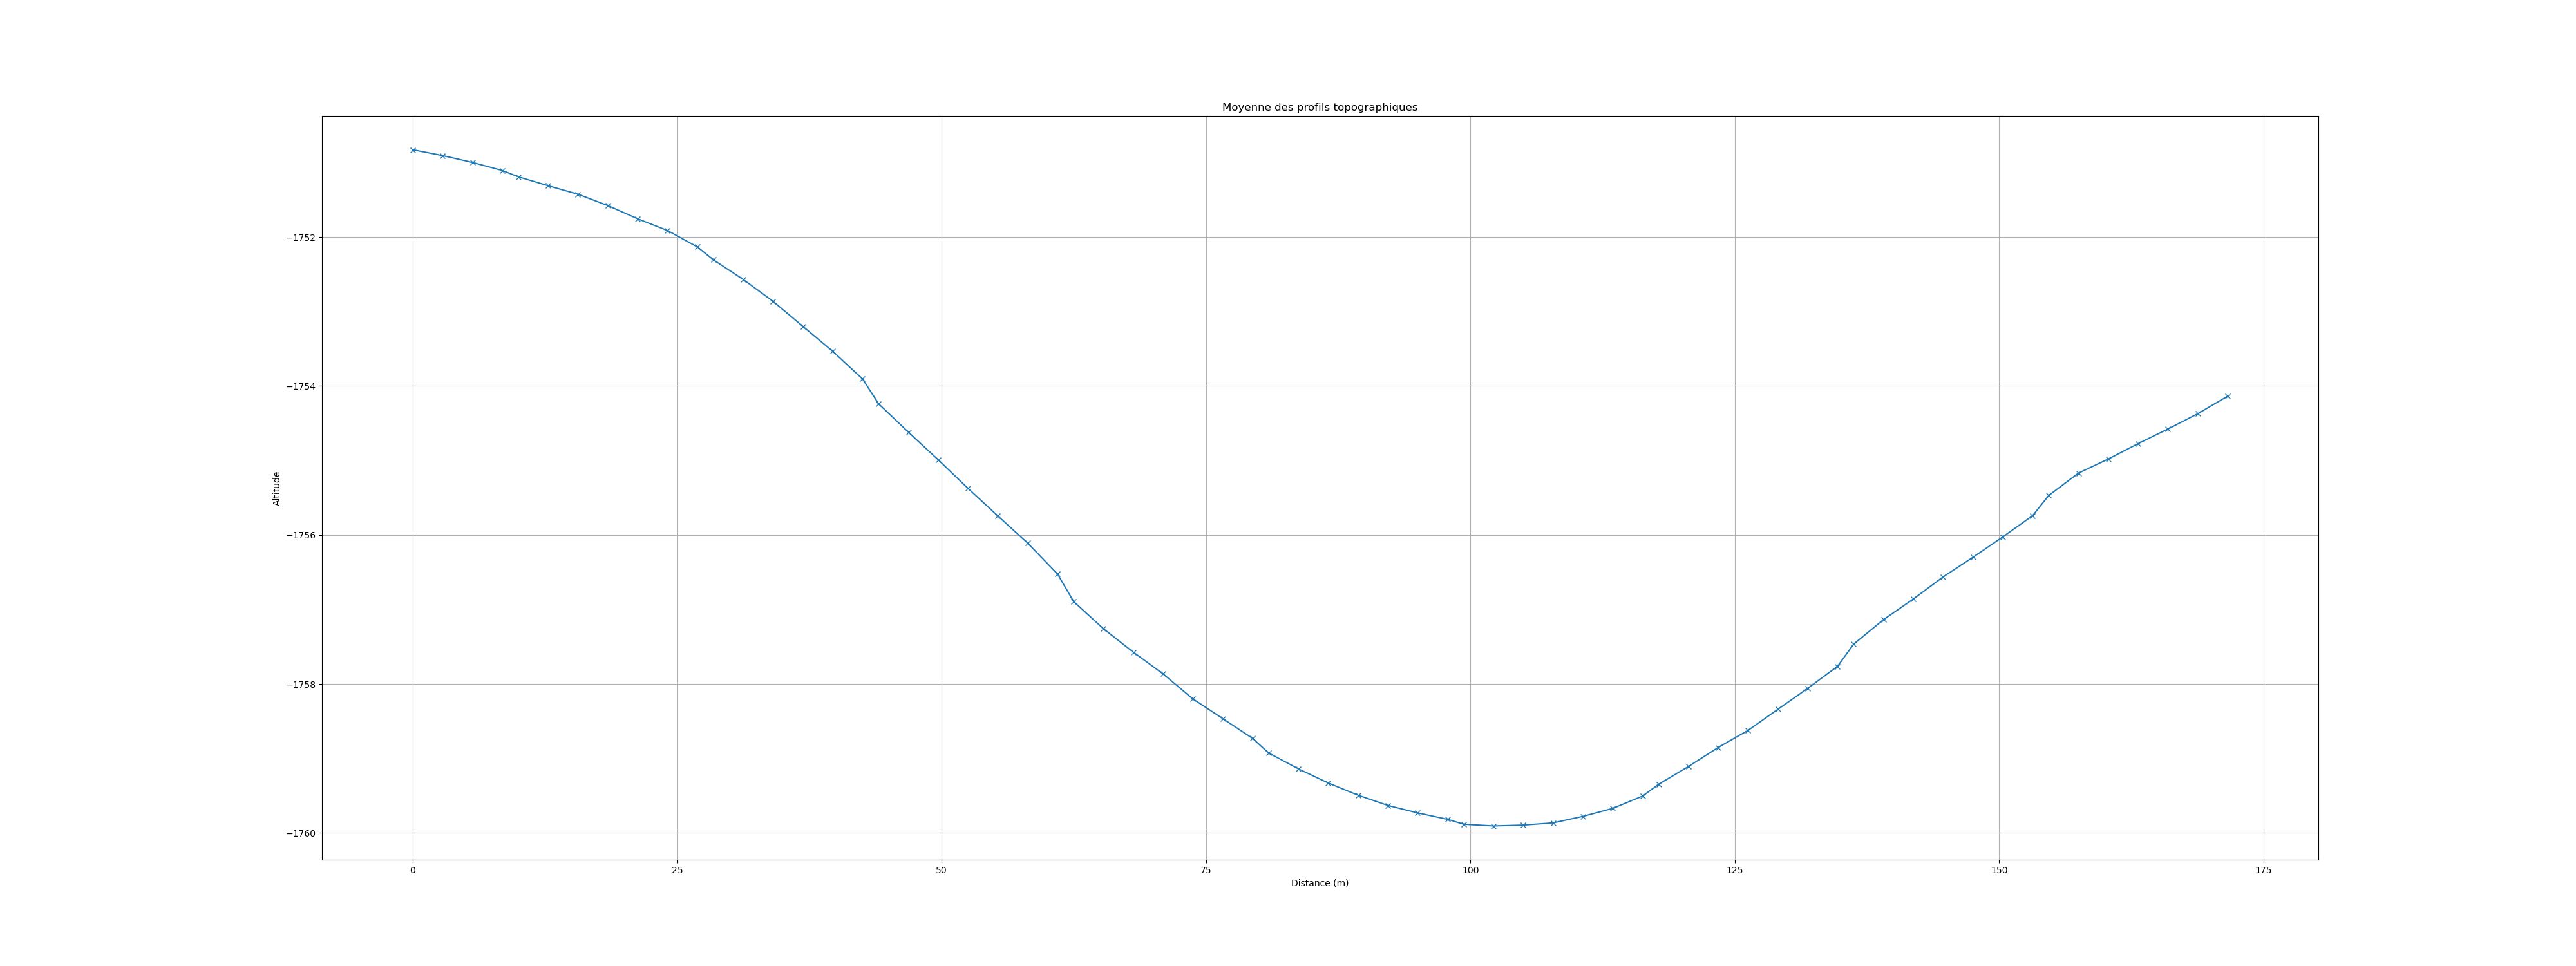 Moyenne des profils topographiques
−1752
−1754
−1756
−1758
−1760
Altitude
0 25 50 75 100 125 150 175
Distance (m)